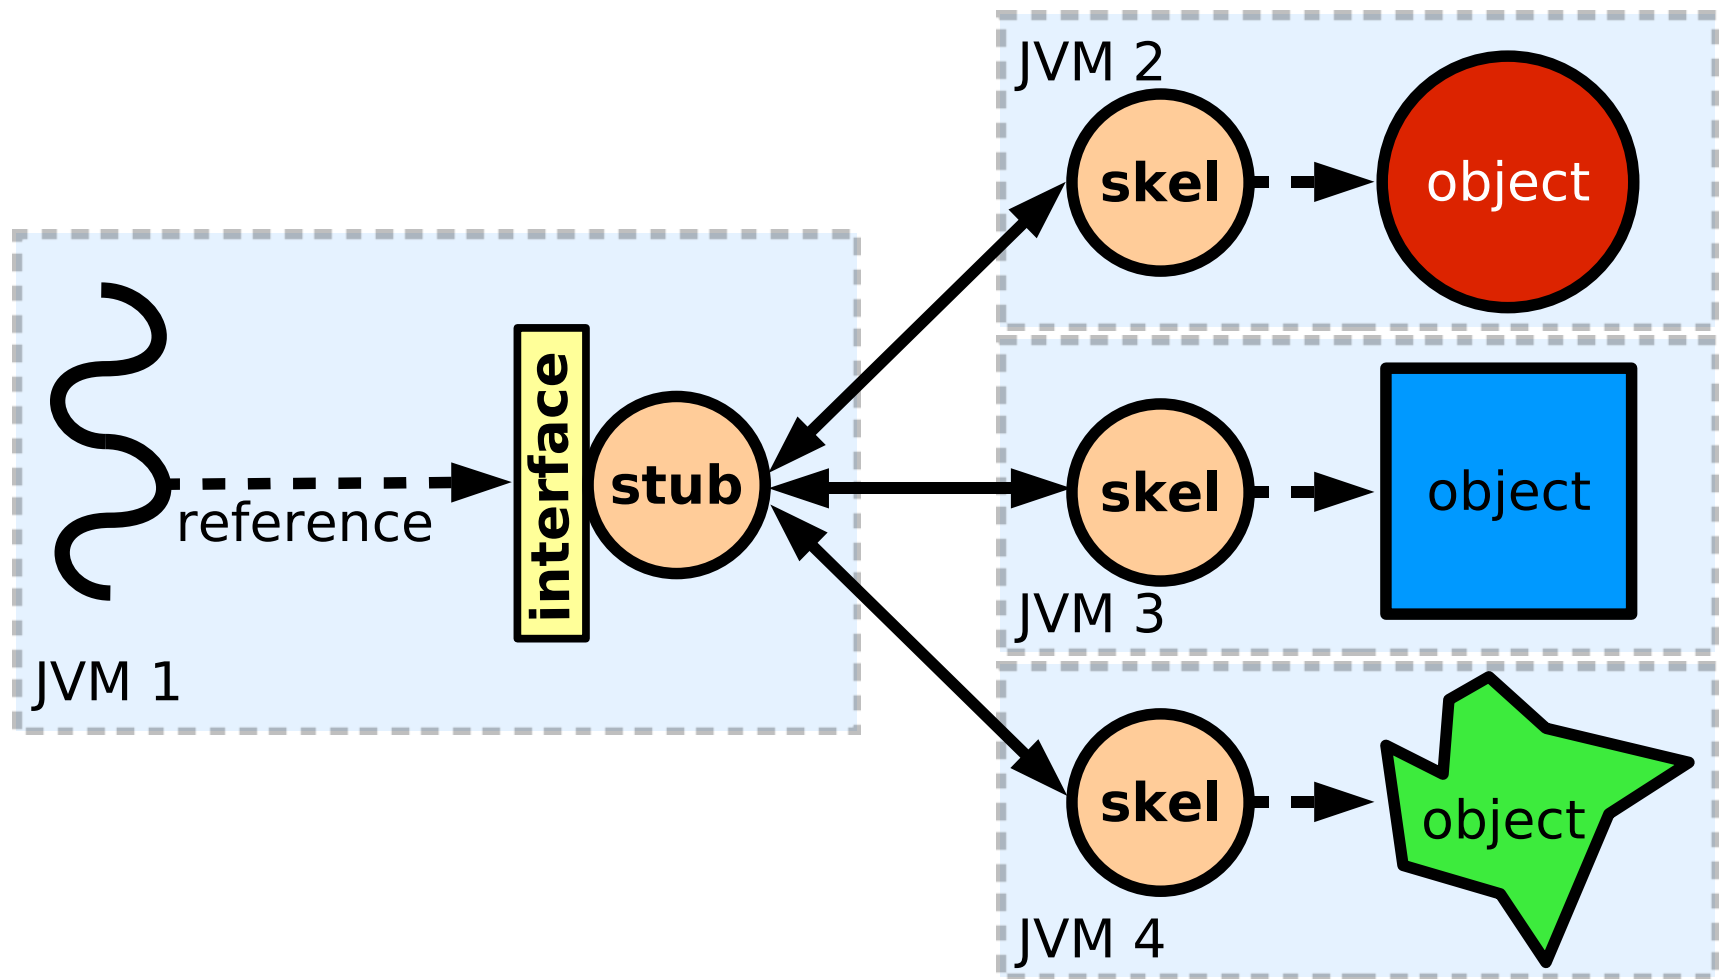 JVM 1
reference
interface
stub
JVM 2
skel
object
skel
object
JVM 3
skel
object
JVM 4